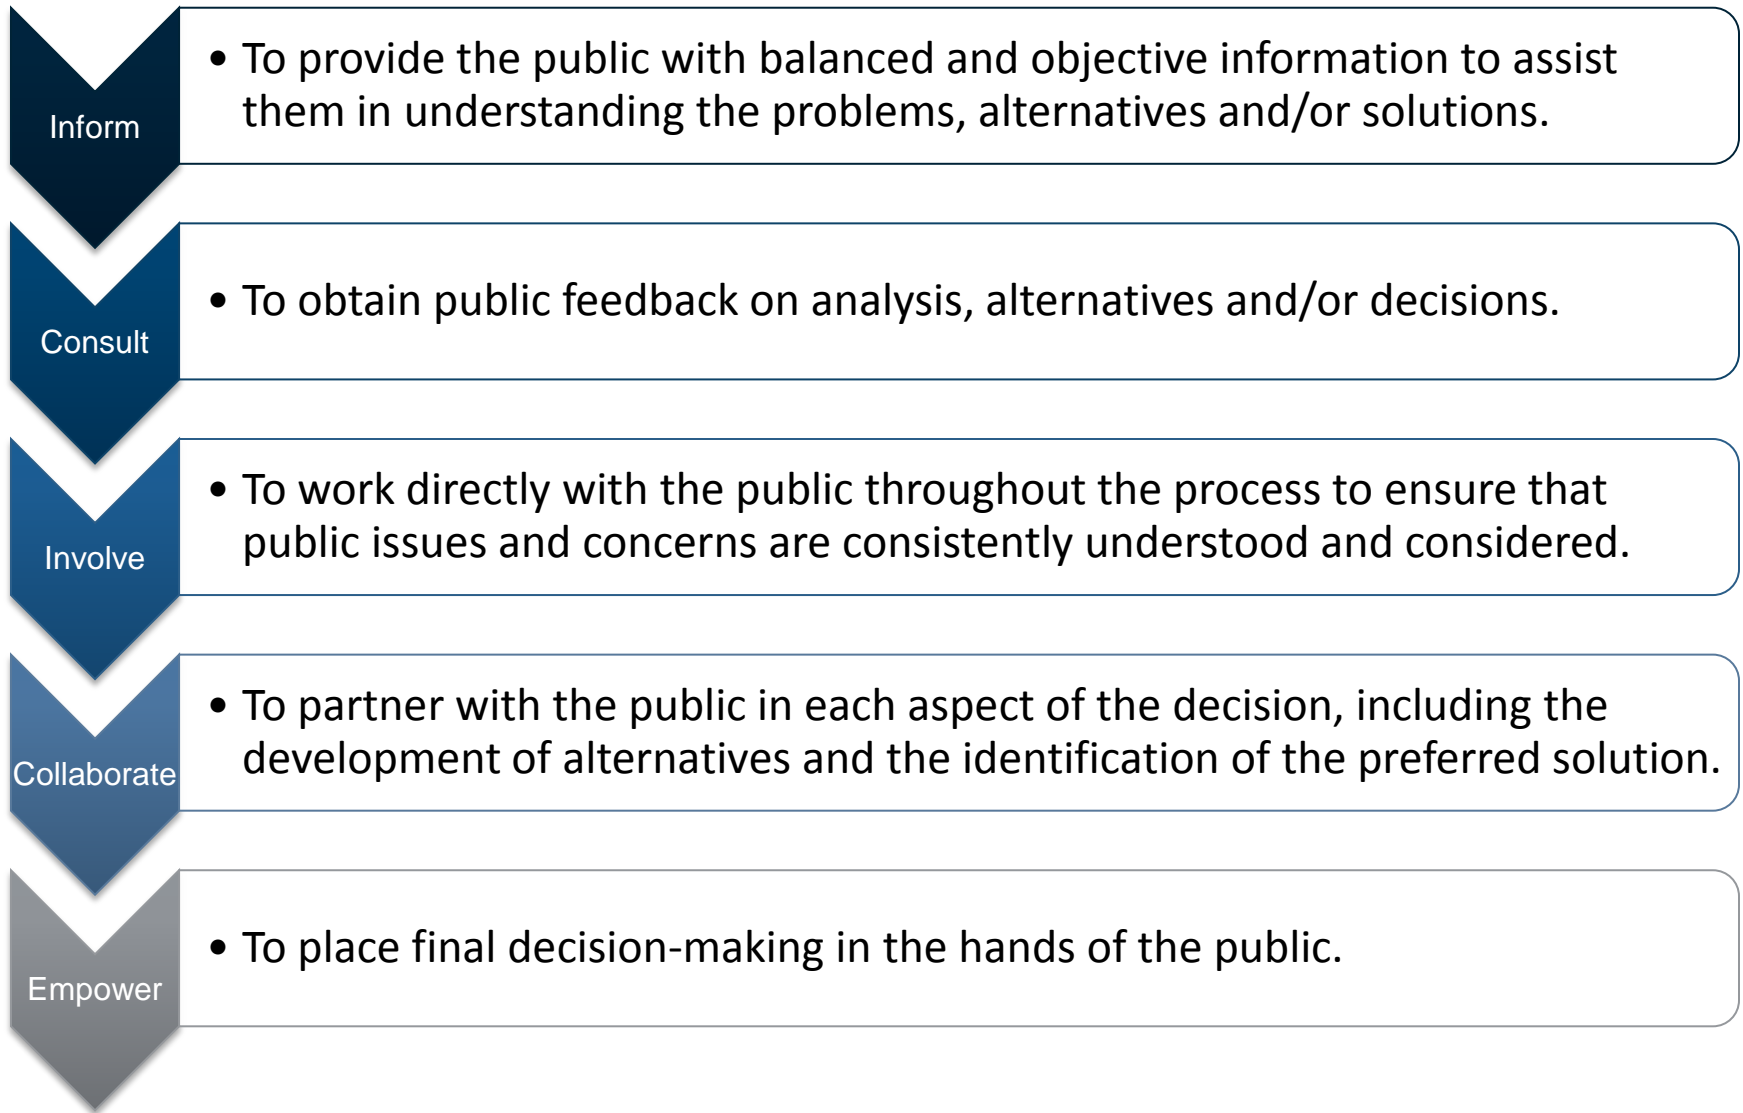 Inform
• To provide the public with balanced and objective information to assist
them in understanding the problems, alternatives and/or solutions.
Consult
• To obtain public feedback on analysis, alternatives and/or decisions.
Involve
• To work directly with the public throughout the process to ensure that
public issues and concerns are consistently understood and considered.
Collaborate
• To partner with the public in each aspect of the decision, including the
development of alternatives and the identification of the preferred solution.
Empower
• To place final decision-making in the hands of the public.